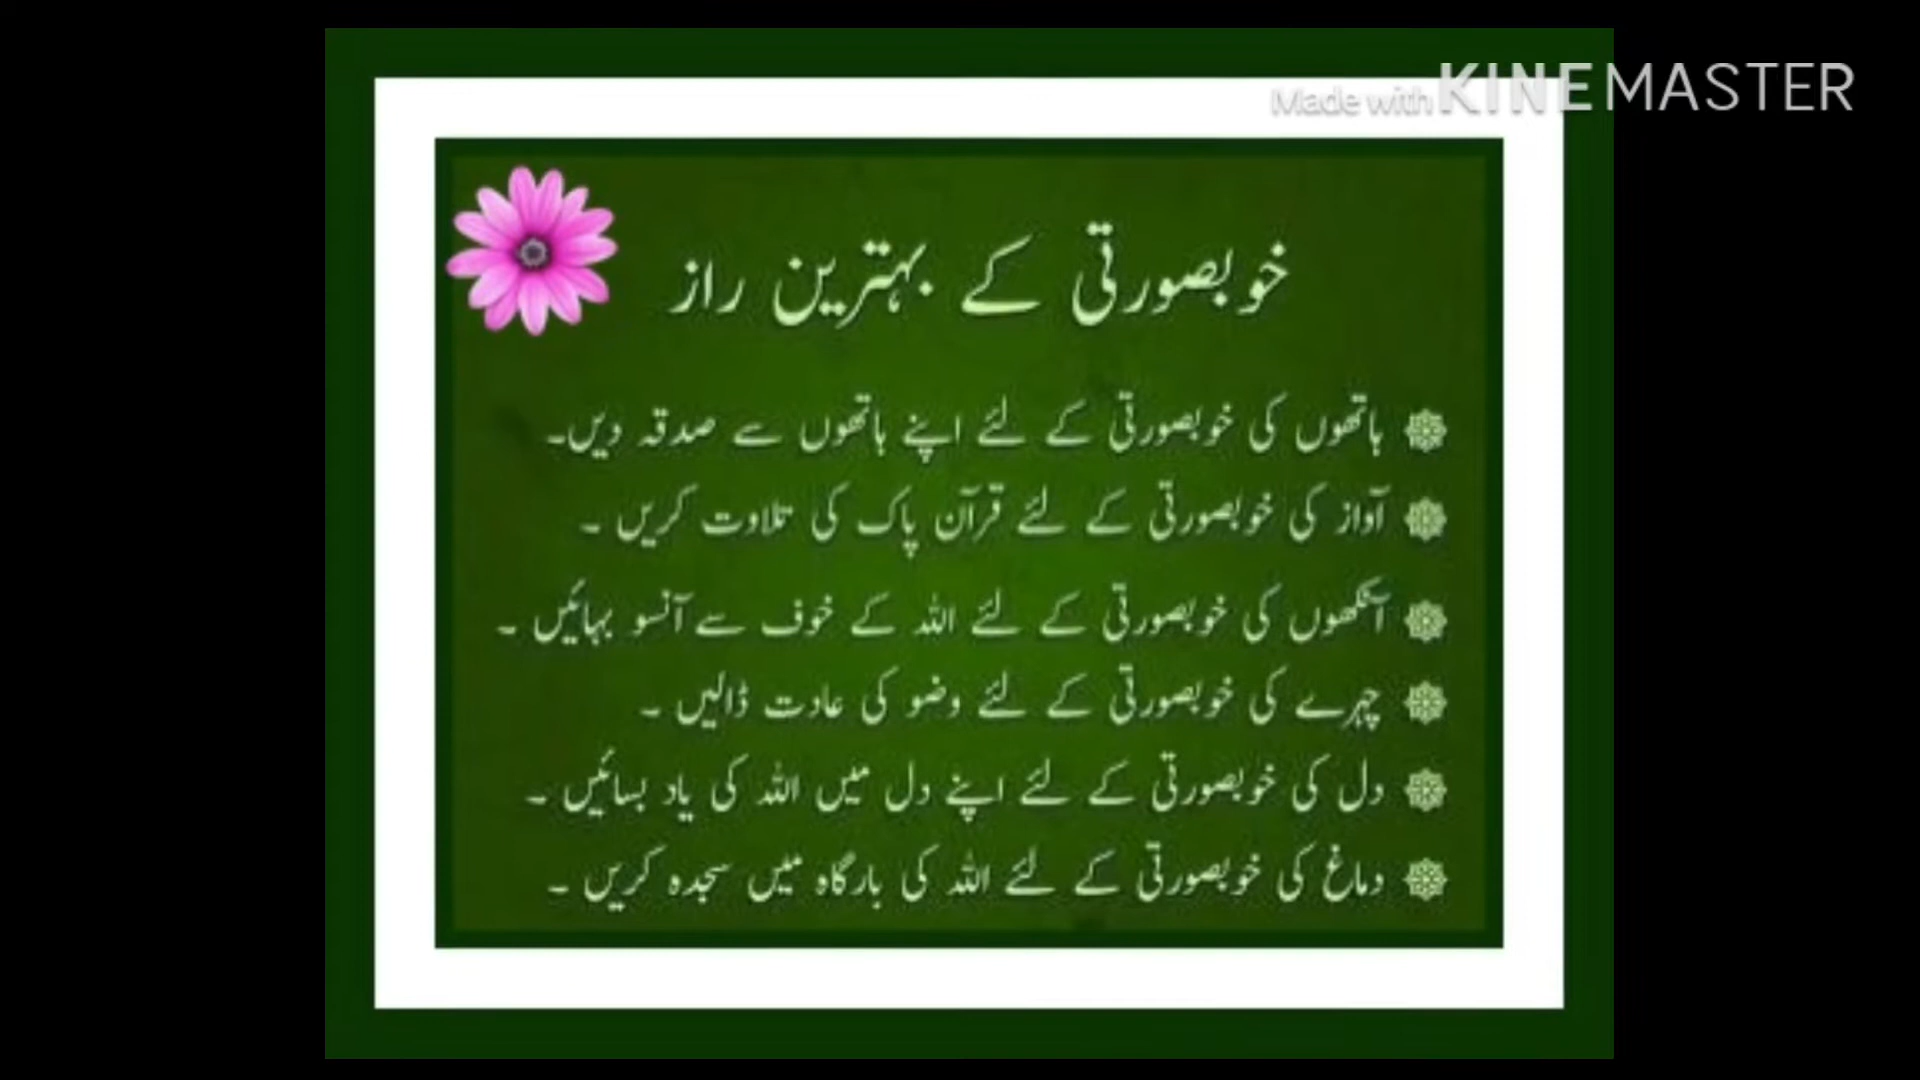 Made with KINEMASTER
خوبصورتی کے بہترین راز
ہاتھوں کی خوبصورتی کے لئے اپنے ہاتھوں سے صدقہ دیں۔
آواز کی خوبصورتی کے لئے قرآن پاک کی تلاوت کریں ۔
آنکھوں کی خوبصورتی کے لئے اللہ کے خوف سے آنسو بہائیں ۔
چہرے کی خوبصورتی کے لئے وضو کی عادت ڈالیں ۔
دل کی خوبصورتی کے لئے اپنے دل میں اللہ کی یاد بسائیں ۔
دماغ کی خوبصورتی کے لئے اللہ کی بارگاہ میں سجدہ کریں ۔